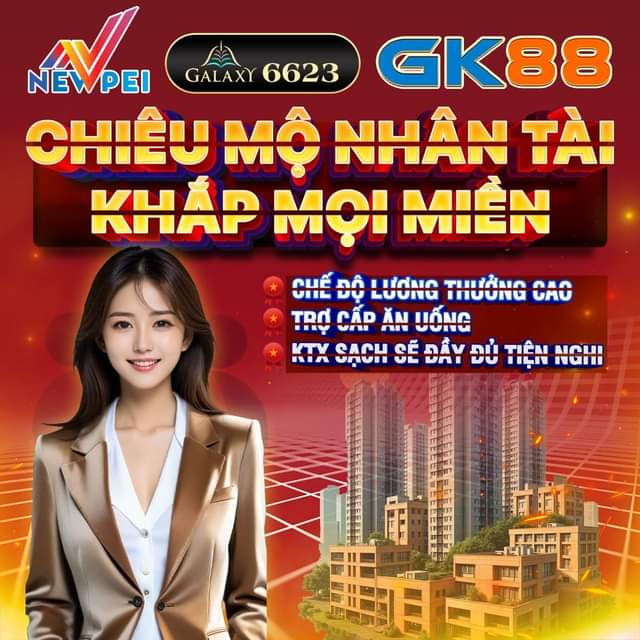 NEWPEI
GALAXY 6623
GK88
CHIÊU MỘ NHÂN TÀI
KHẮP MỌI MIỀN
CHẾ ĐỘ LƯƠNG THƯỞNG CAO
TRỢ CẤP ĂN UỐNG
KTX SẠCH SẼ ĐẦY ĐỦ TIỆN NGHI